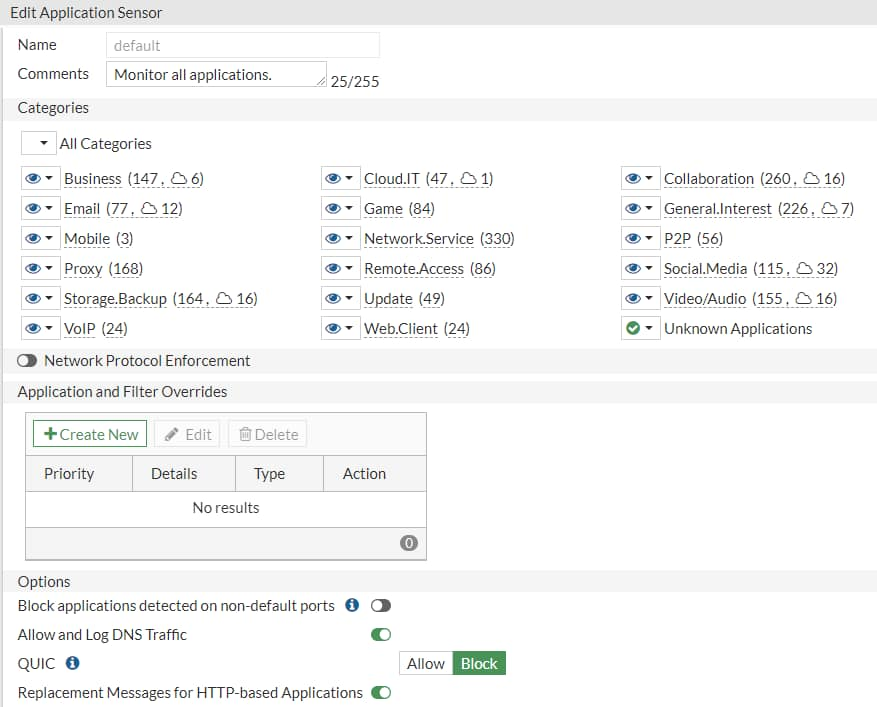 Edit Application Sensor
Name default
Comments Monitor all applications. 25/255
Categories
All Categories
Business (147, 6) Cloud.IT (47, 1) Collaboration (260, 16)
Email (77, 12) Game (84) General.Interest (226, 7)
Mobile (3) Network.Service (330) P2P (56)
Proxy (168) Remote.Access (86) Social.Media (115, 32)
Storage.Backup (164, 16) Update (49) Video/Audio (155, 16)
VoIP (24) Web.Client (24) Unknown Applications
Network Protocol Enforcement
Application and Filter Overrides
Create New Edit Delete
Priority Details Type Action
No results
0
Options
Block applications detected on non-default ports
Allow and Log DNS Traffic
QUIC Allow Block
Replacement Messages for HTTP-based Applications